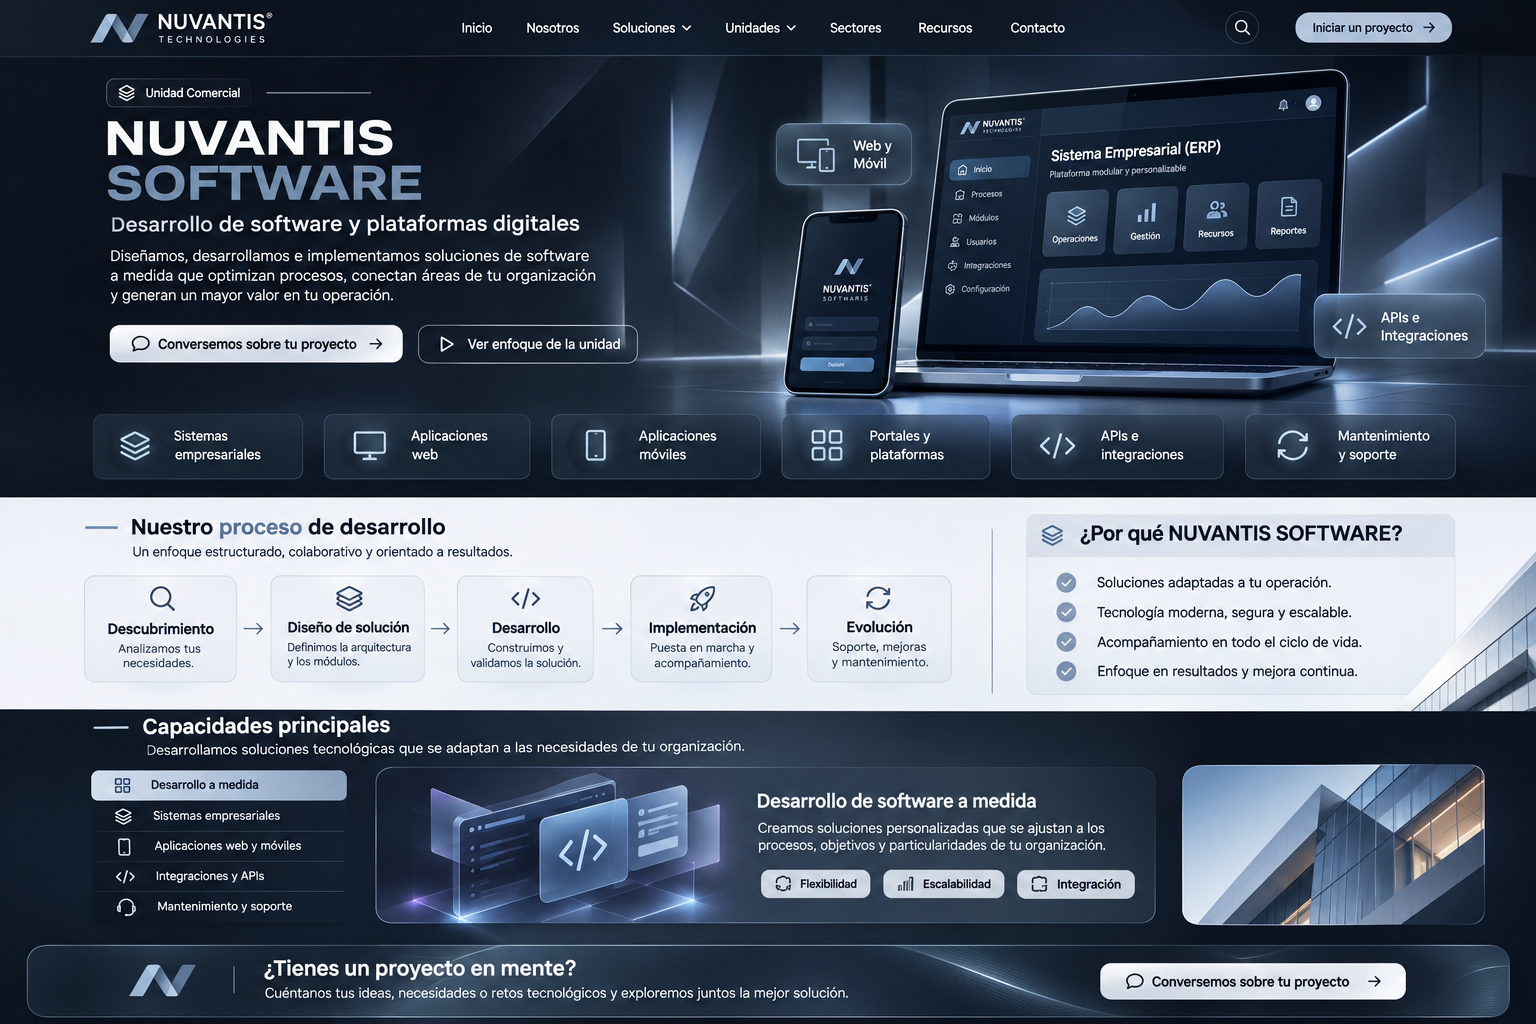 NUVANTIS®
TECHNOLOGIES
Inicio
Nosotros
Soluciones
Unidades
Sectores
Recursos
Contacto
Iniciar un proyecto
Unidad Comercial
NUVANTIS
SOFTWARE
Desarrollo de software y plataformas digitales
Diseñamos, desarrollamos e implementamos soluciones de software
a medida que optimizan procesos, conectan áreas de tu organización
y generan un mayor valor en tu operación.
Conversemos sobre tu proyecto
Ver enfoque de la unidad
Web y
Móvil
NUVANTIS
NUVANTIS
Sistema Empresarial (ERP)
Plataforma modular y personalizable
Inicio
Procesos
Módulos
Usuarios
Integraciones
Configuración
Operaciones
Gestión
Recursos
Reportes
APIs e
Integraciones
Sistemas
empresariales
Aplicaciones
web
Aplicaciones
móviles
Portales y
plataformas
APIs e
integraciones
Mantenimiento
y soporte
Nuestro proceso de desarrollo
Un enfoque estructurado, colaborativo y orientado a resultados.
Descubrimiento
Analizamos tus
necesidades.
Diseño de solución
Definimos la arquitectura
y los módulos.
Desarrollo
Construimos y
validamos la solución.
Implementación
Puesta en marcha y
acompañamiento.
Evolución
Soporte, mejoras
y mantenimiento.
¿Por qué NUVANTIS SOFTWARE?
Soluciones adaptadas a tu operación.
Tecnología moderna, segura y escalable.
Acompañamiento en todo el ciclo de vida.
Enfoque en resultados y mejora continua.
Capacidades principales
Desarrollamos soluciones tecnológicas que se adaptan a las necesidades de tu organización.
Desarrollo a medida
Sistemas empresariales
Aplicaciones web y móviles
Integraciones y APIs
Mantenimiento y soporte
</>
Desarrollo de software a medida
Creamos soluciones personalizadas que se ajustan a los
procesos, objetivos y particularidades de tu organización.
Flexibilidad
Escalabilidad
Integración
¿Tienes un proyecto en mente?
Cuéntanos tus ideas, necesidades o retos tecnológicos y exploremos juntos la mejor solución.
Conversemos sobre tu proyecto